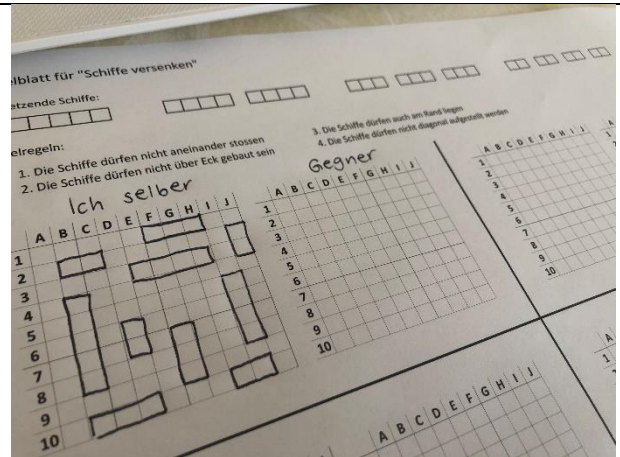 lblatt für "Schiffe versenken"
etzende Schiffe:
elregeln:
1. Die Schiffe dürfen nicht aneinander stossen
2. Die Schiffe dürfen nicht über Eck gebaut sein
3. Die Schiffe dürfen auch am Rand liegen
4. Die Schiffe dürfen nicht diagonal aufgestellt werden
Ich selber
A B C D E F G H I J
1
2
3
4
5
6
7
8
9
10
Gegner
A B C D E F G H I J
1
2
3
4
5
6
7
8
9
10
A B C D E F G H I J
1
2
3
4
5
6
7
8
9
10
A
1
A B C D E F G H I J
A
1